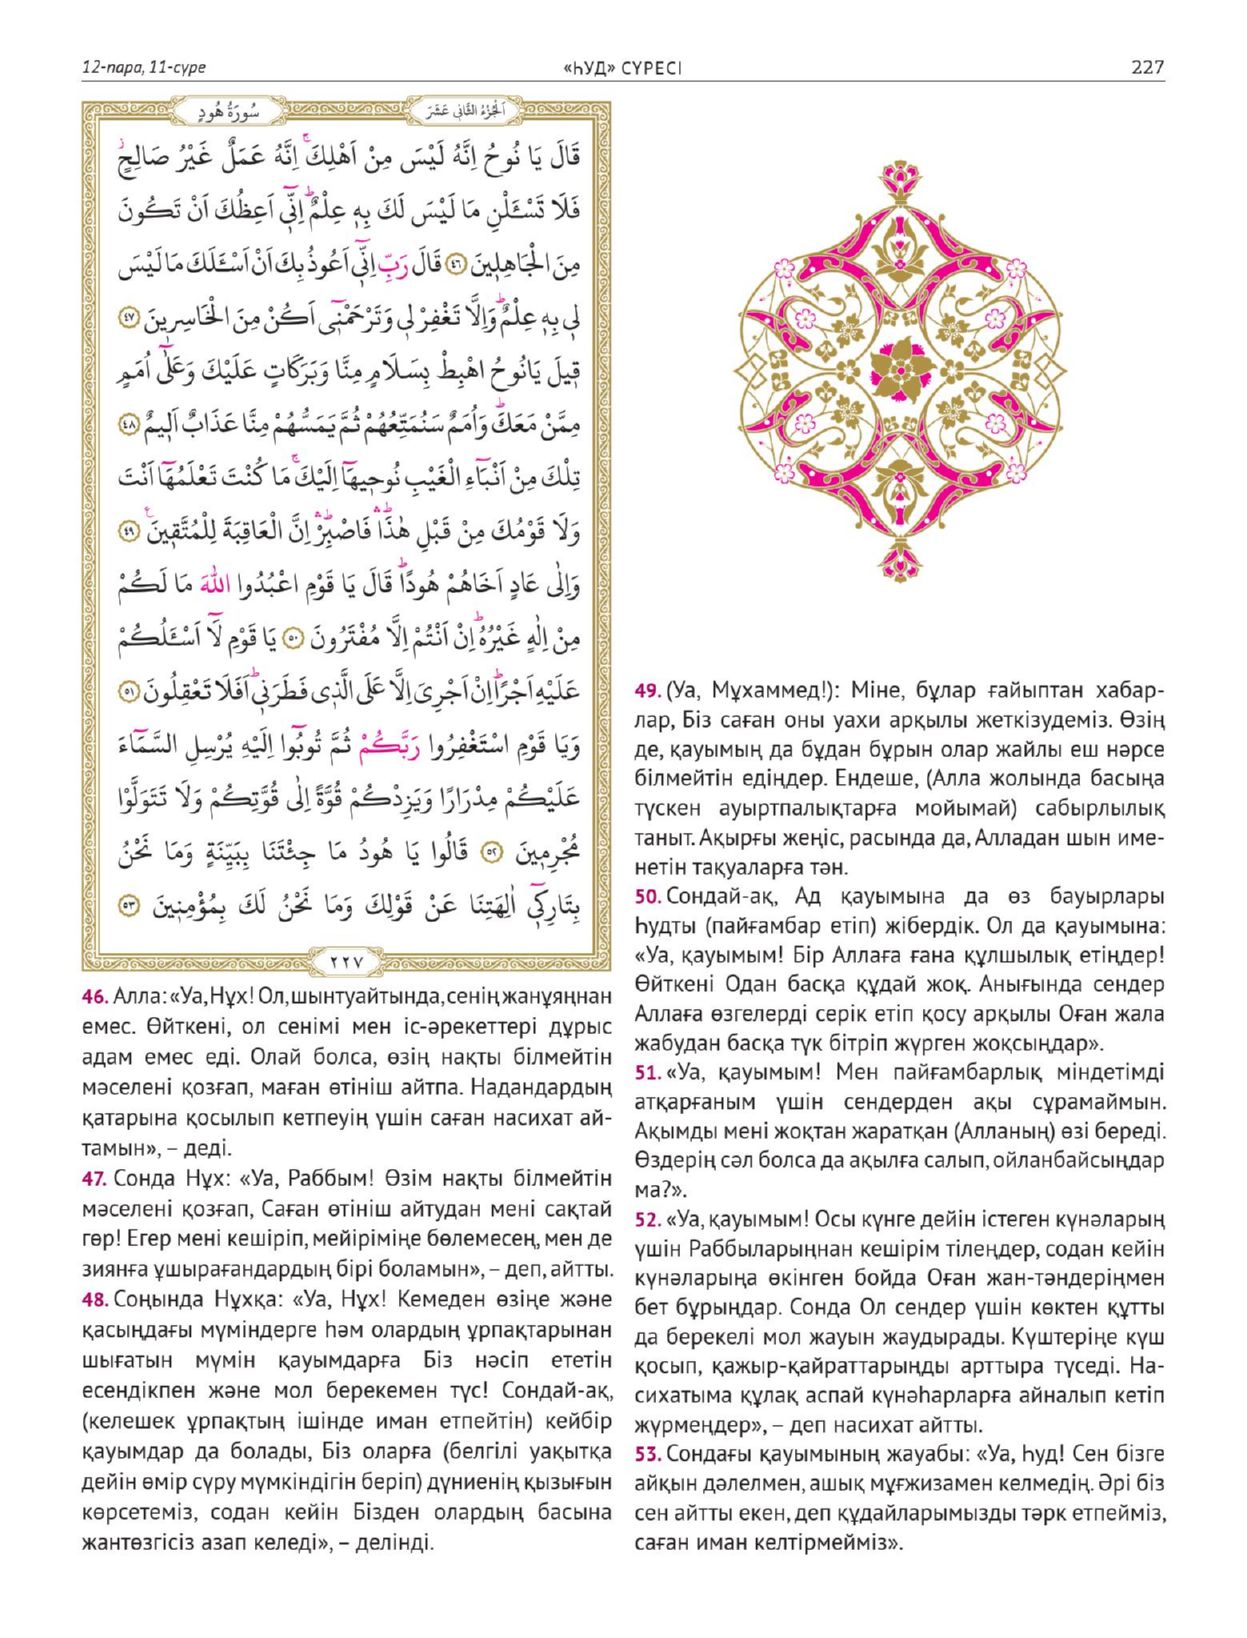 12-пара, 11-сүре
«ҺУД» СҮРЕСІ
227
سُورَةُ هُودٍ
اَلْجُزْءُ الثَّانِي عَشَرَ
قَالَ يَا نُوحُ اِنَّهُ لَيْسَ مِنْ اَهْلِكَۚ اِنَّهُ عَمَلٌ غَيْرُ صَالِحٍۘ
فَلَا تَسْـَٔلْنِ مَا لَيْسَ لَكَ بِهٖ عِلْمٌؕ اِنّٖٓي اَعِظُكَ اَنْ تَكُونَ
مِنَ الْجَاهِلٖينَ ﴿٤٦﴾ قَالَ رَبِّ اِنّٖٓي اَعُوذُ بِكَ اَنْ اَسْـَٔلَكَ مَا لَيْسَ
لٖي بِهٖ عِلْمٌؕ وَاِلَّا تَغْفِرْ لٖي وَتَرْحَمْنٖٓي اَكُنْ مِنَ الْخَاسِرٖينَ ﴿٤٧﴾
قٖيلَ يَانُوحُ اهْبِطْ بِسَلَامٍ مِنَّا وَبَرَكَاتٍ عَلَيْكَ وَعَلٰٓى اُمَمٍ
مِمَّنْ مَعَكَؕ وَاُمَمٌ سَنُمَتِّعُهُمْ ثُمَّ يَمَسُّهُمْ مِنَّا عَذَابٌ اَلٖيمٌ ﴿٤٨﴾
تِلْكَ مِنْ اَنْبَٓاءِ الْغَيْبِ نُوحٖيهَٓا اِلَيْكَۚ مَا كُنْتَ تَعْلَمُهَٓا اَنْتَ
وَلَا قَوْمُكَ مِنْ قَبْلِ هٰذَاۛؕ فَاصْبِرْۛؕ اِنَّ الْعَاقِبَةَ لِلْمُتَّقٖينَࣖ ﴿٤٩﴾
وَاِلٰى عَادٍ اَخَاهُمْ هُودًاؕ قَالَ يَا قَوْمِ اعْبُدُوا اللّٰهَ مَا لَكُمْ
مِنْ اِلٰهٍ غَيْرُهُؕ اِنْ اَنْتُمْ اِلَّا مُفْتَرُونَ ﴿٥٠﴾ يَا قَوْمِ لَٓا اَسْـَٔلُكُمْ
عَلَيْهِ اَجْرًاؕ اِنْ اَجْرِيَ اِلَّا عَلَى الَّذٖي فَطَرَنٖيؕ اَفَلَا تَعْقِلُونَ ﴿٥١﴾
وَيَا قَوْمِ اسْتَغْفِرُوا رَبَّكُمْ ثُمَّ تُوبُٓوا اِلَيْهِ يُرْسِلِ السَّمَٓاءَ
عَلَيْكُمْ مِدْرَارًا وَيَزِدْكُمْ قُوَّةً اِلٰى قُوَّتِكُمْ وَلَا تَتَوَلَّوْا
مُجْرِمٖينَ ﴿٥٢﴾ قَالُوا يَا هُودُ مَا جِئْتَنَا بِبَيِّنَةٍ وَمَا نَحْنُ
بِتَارِكٖٓي اٰلِهَتِنَا عَنْ قَوْلِكَ وَمَا نَحْنُ لَكَ بِمُؤْمِنٖينَ ﴿٥٣﴾
٢٢٧
46. Алла: «Уа, Нұх! Ол, шынтуайтында, сенің жанұяңнан
емес. Өйткені, ол сенімі мен іс-әрекеттері дұрыс
адам емес еді. Олай болса, өзің нақты білмейтін
мәселені қозғап, маған өтініш айтпа. Надандардың
қатарына қосылып кетпеуің үшін саған насихат ай-
тамын», – деді.
47. Сонда Нұх: «Уа, Раббым! Өзім нақты білмейтін
мәселені қозғап, Саған өтініш айтудан мені сақтай
гөр! Егер мені кешіріп, мейіріміңе бөлемесең, мен де
зиянға ұшырағандардың бірі боламын», – деп, айтты.
48. Соңында Нұхқа: «Уа, Нұх! Кемеден өзіңе және
қасыңдағы мүміндерге һәм олардың ұрпақтарынан
шығатын мүмін қауымдарға Біз нәсіп ететін
есендікпен және мол берекемен түс! Сондай-ақ,
(келешек ұрпақтың ішінде иман етпейтін) кейбір
қауымдар да болады, Біз оларға (белгілі уақытқа
дейін өмір сүру мүмкіндігін беріп) дүниенің қызығын
көрсетеміз, содан кейін Бізден олардың басына
жантөзгісіз азап келеді», – делінді.
49. (Уа, Мұхаммед!): Міне, бұлар ғайыптан хабар-
лар, Біз саған оны уахи арқылы жеткізудеміз. Өзің
де, қауымың да бұдан бұрын олар жайлы еш нәрсе
білмейтін едіңдер. Ендеше, (Алла жолында басыңа
түскен ауыртпалықтарға мойымай) сабырлылық
таныт. Ақырғы жеңіс, расында да, Алладан шын име-
нетін тақуаларға тән.
50. Сондай-ақ, Ад қауымына да өз бауырлары
Һудты (пайғамбар етіп) жібердік. Ол да қауымына:
«Уа, қауымым! Бір Аллаға ғана құлшылық етіңдер!
Өйткені Одан басқа құдай жоқ. Анығында сендер
Аллаға өзгелерді серік етіп қосу арқылы Оған жала
жабудан басқа түк бітріп жүрген жоқсыңдар».
51. «Уа, қауымым! Мен пайғамбарлық міндетімді
атқарғаным үшін сендерден ақы сұрамаймын.
Ақымды мені жоқтан жаратқан (Алланың) өзі береді.
Өздерің сәл болса да ақылға салып, ойланбайсыңдар
ма?».
52. «Уа, қауымым! Осы күнге дейін істеген күнәларың
үшін Раббыларыңнан кешірім тілеңдер, содан кейін
күнәларыңа өкінген бойда Оған жан-тәндеріңмен
бет бұрыңдар. Сонда Ол сендер үшін көктен құтты
да берекелі мол жауын жаудырады. Күштеріңе күш
қосып, қажыр-қайраттарыңды арттыра түседі. На-
сихатыма құлақ аспай күнәһарларға айналып кетіп
жүрмеңдер», – деп насихат айтты.
53. Сондағы қауымының жауабы: «Уа, Һуд! Сен бізге
айқын дәлелмен, ашық мұғжизамен келмедің. Әрі біз
сен айтты екен, деп құдайларымызды тәрк етпейміз,
саған иман келтірмейміз».